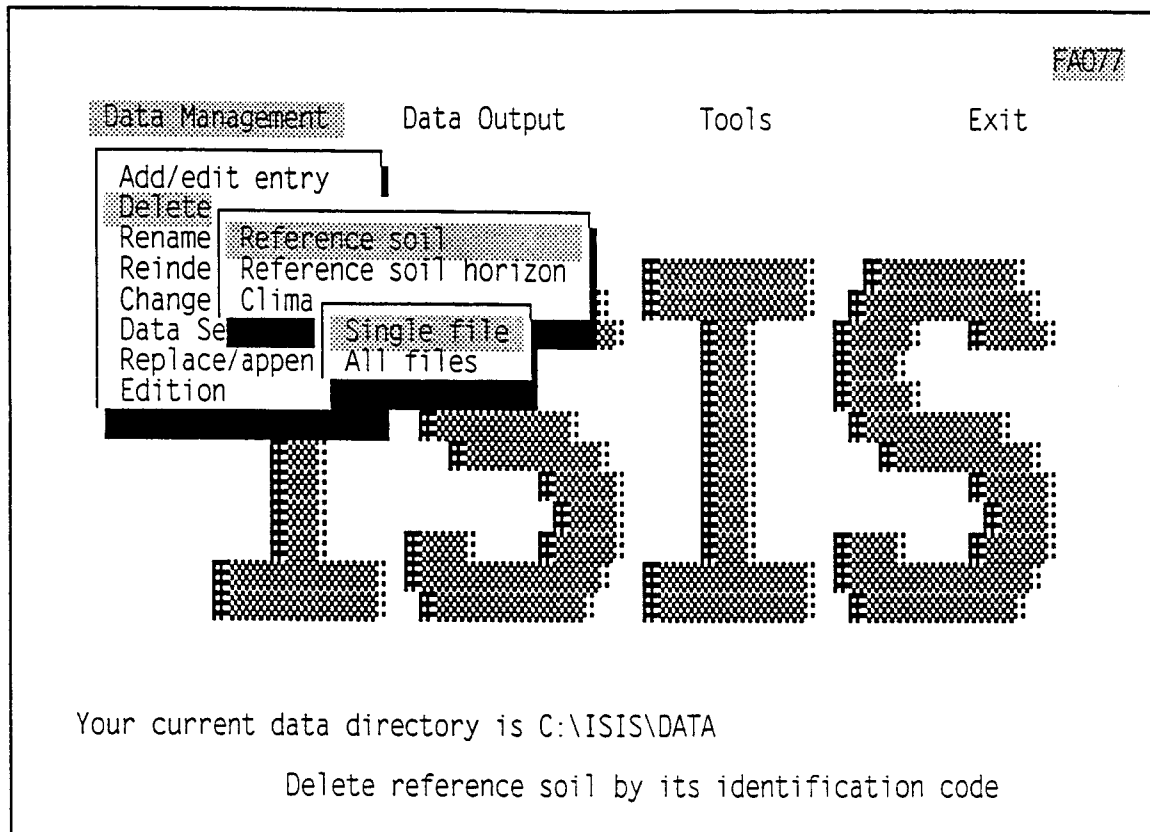 FAO77
Data Management Data Output Tools Exit
Add/edit entry
Delete
Rename Reference soil
Reinde Reference soil horizon
Change Clima
Data Se Single file
Replace/appen All files
Edition
ISIS
Your current data directory is C:\ISIS\DATA
Delete reference soil by its identification code